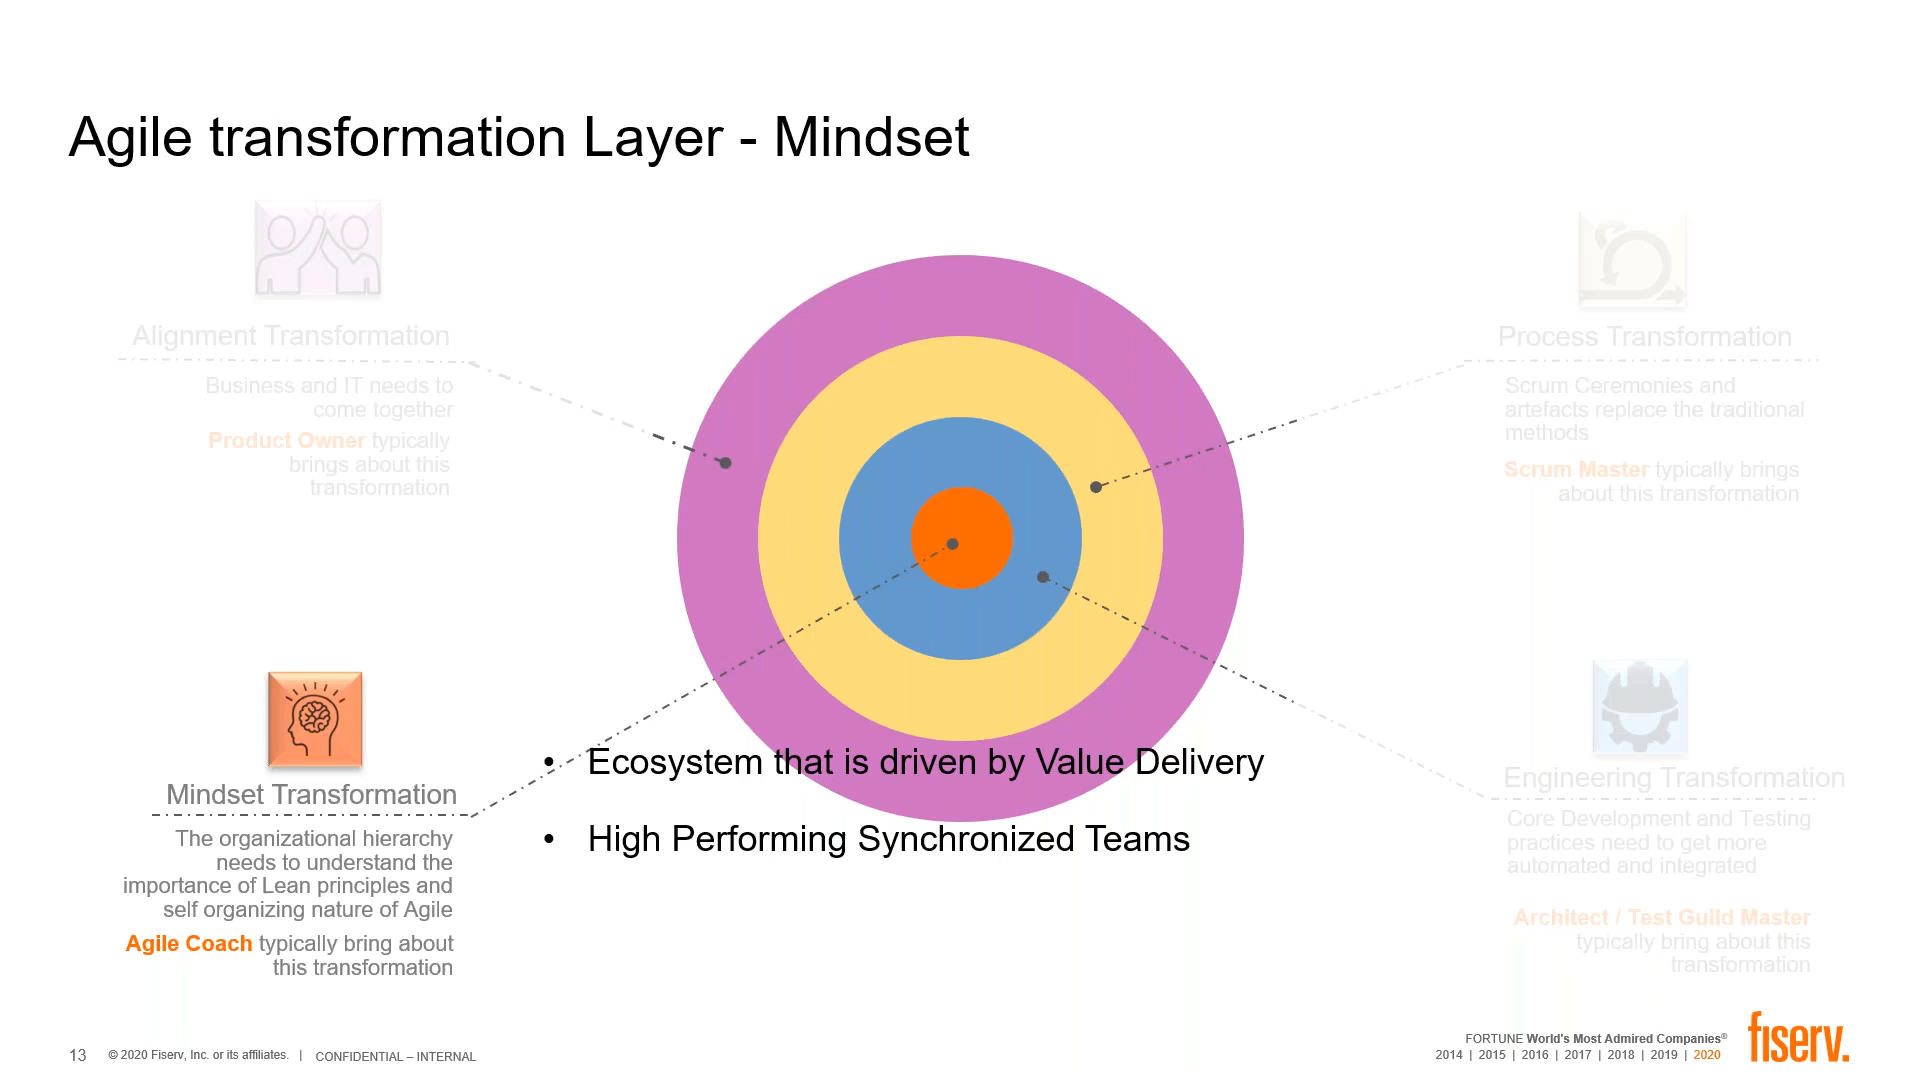 Agile transformation Layer - Mindset
Alignment Transformation
Business and IT needs to
come together
Product Owner typically
brings about this
transformation
Process Transformation
Scrum Ceremonies and
artefacts replace the traditional
methods
Scrum Master typically brings
about this transformation
Mindset Transformation
The organizational hierarchy
needs to understand the
importance of Lean principles and
self organizing nature of Agile
Agile Coach typically bring about
this transformation
• Ecosystem that is driven by Value Delivery
• High Performing Synchronized Teams
Engineering Transformation
Core Development and Testing
practices need to get more
automated and integrated
Architect / Test Guild Master
typically bring about this
transformation
13 © 2020 Fiserv, Inc. or its affiliates. | CONFIDENTIAL – INTERNAL
FORTUNE World's Most Admired Companies®
2014 | 2015 | 2016 | 2017 | 2018 | 2019 | 2020
fiserv.